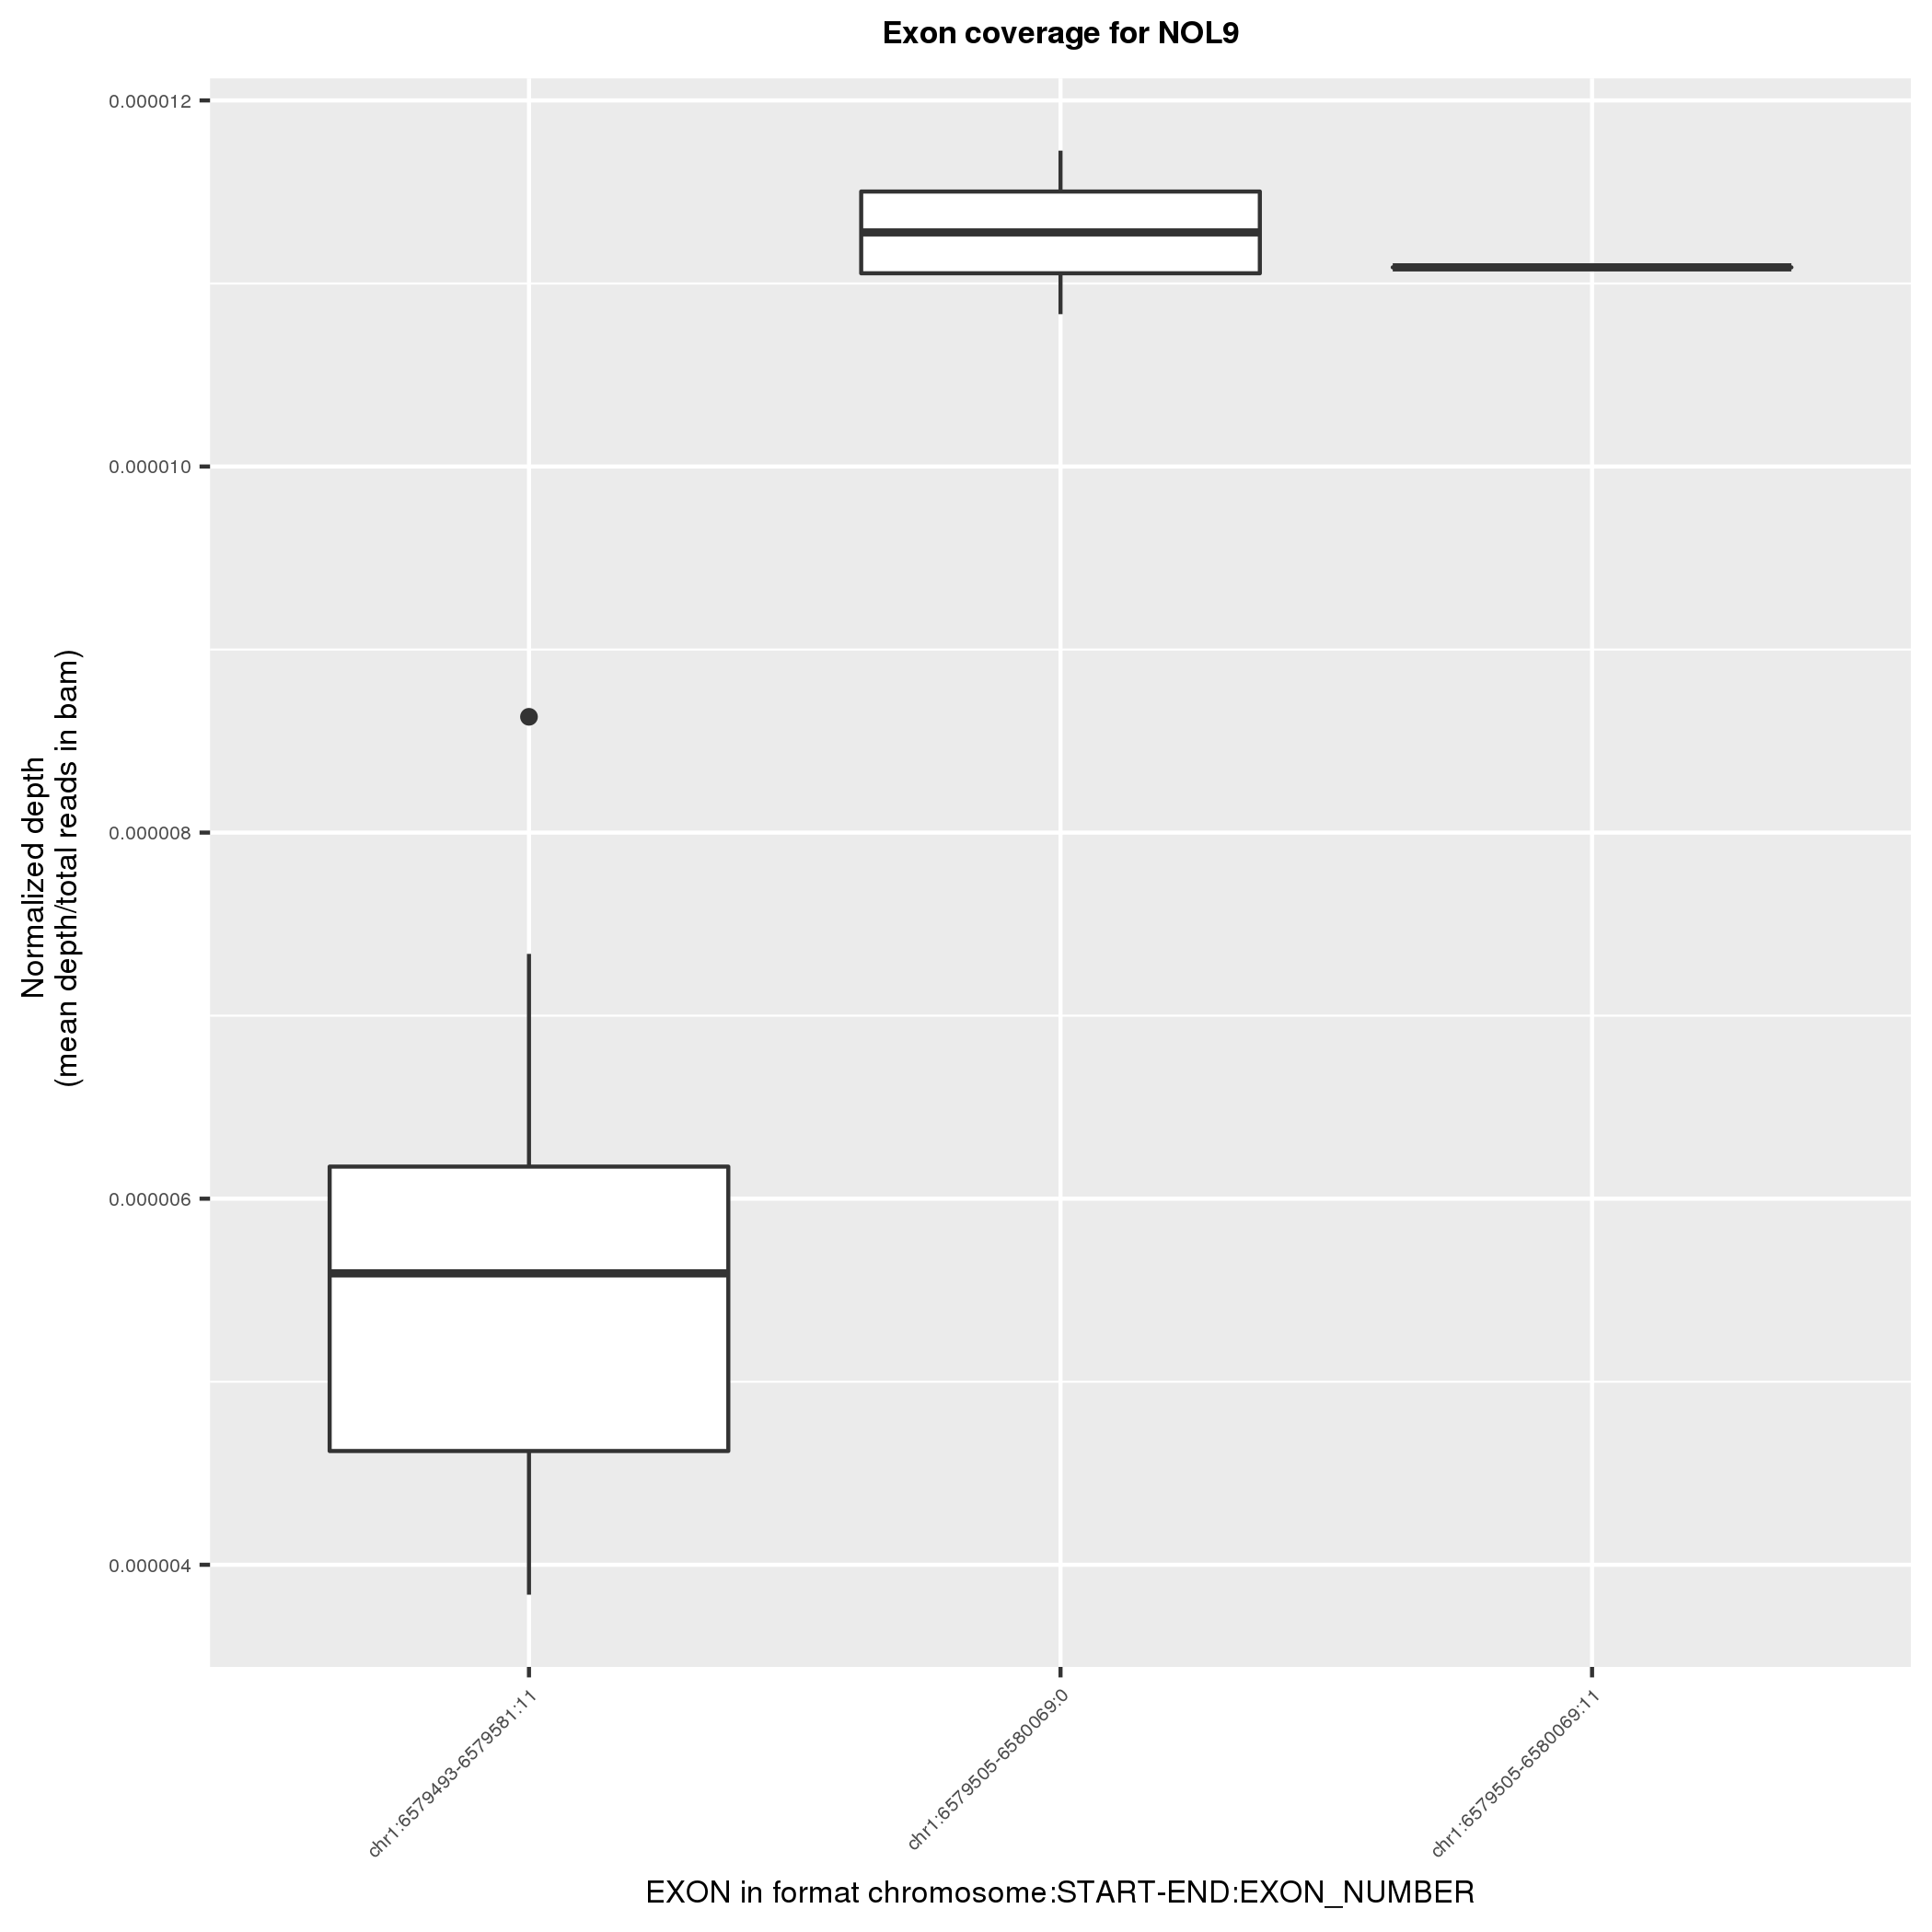 Exon coverage for NOL9
Normalized depth
(mean depth/total reads in bam)
0.000012
0.000010
0.000008
0.000006
0.000004
chr1:6579493-6579581:11
chr1:6579505-6580069:0
chr1:6579505-6580069:11
EXON in format chromosome:START-END:EXON_NUMBER